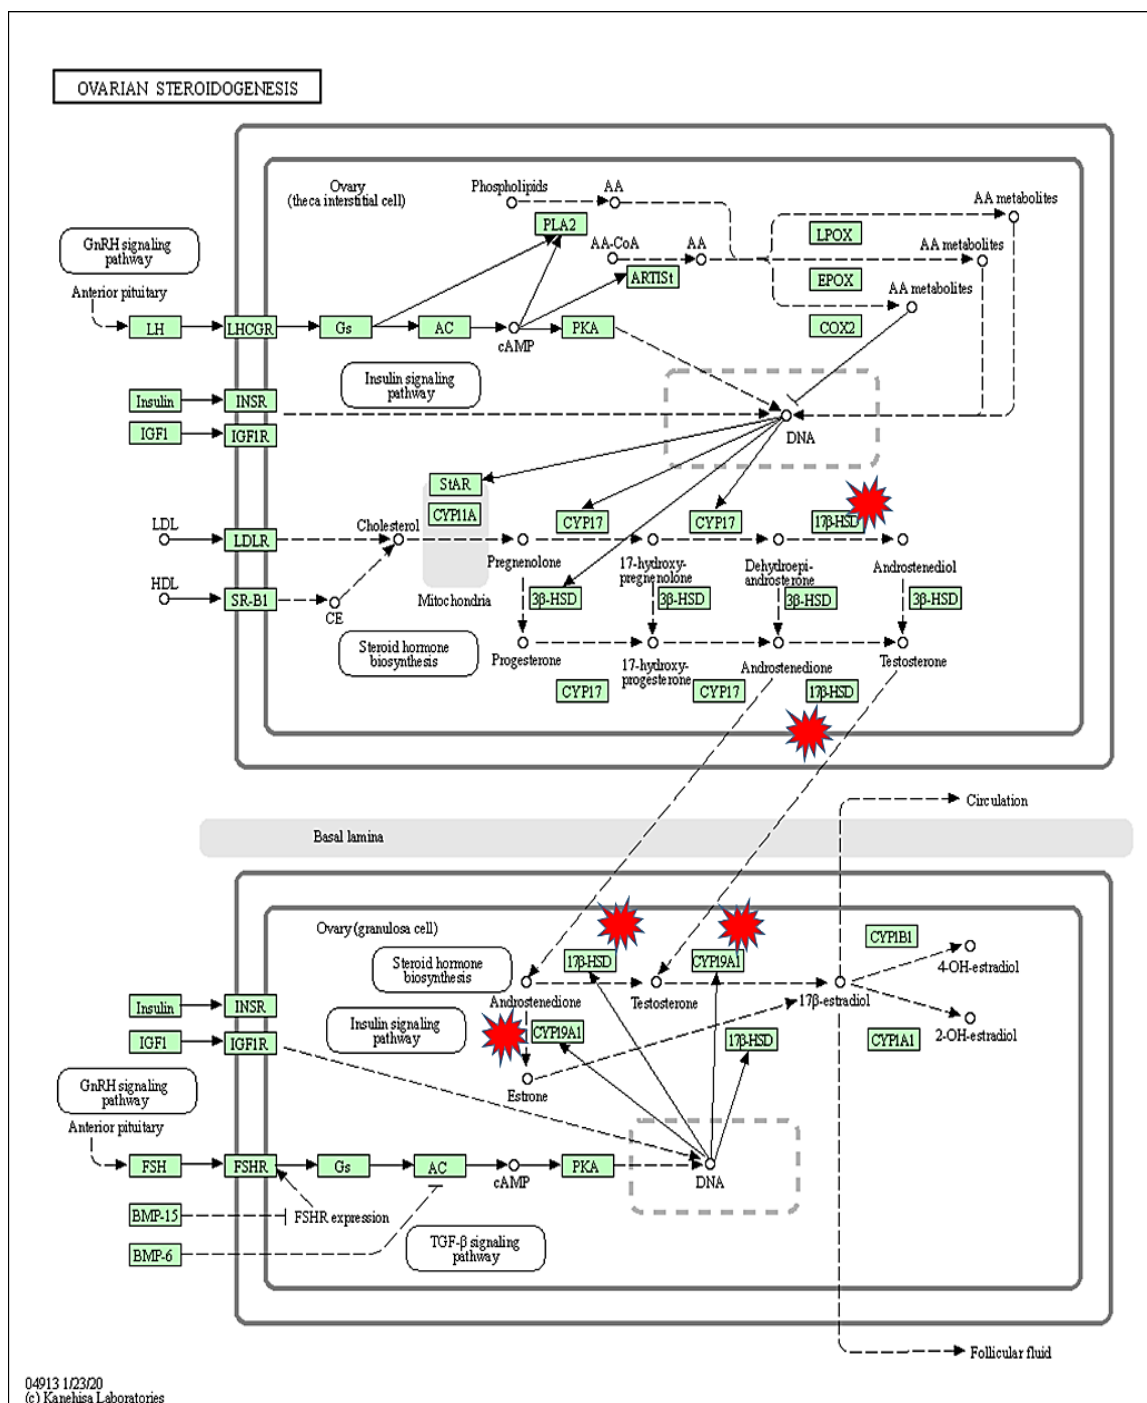 OVARIAN STEROIDOGENESIS
Ovary
(theca interstitial cell)
Phospholipids
AA
AA metabolites
PLA2
LPOX
GnRH signaling
pathway
AA-CoA
AA
AA metabolites
ARTISt
EPOX
Anterior pituitary
AA metabolites
LH
LHCGR
Gs
AC
cAMP
PKA
COX2
Insulin signaling
pathway
Insulin
INSR
IGF1
IGF1R
DNA
StAR
CYP11A
CYP17
CYP17
17β-HSD
LDL
LDLR
Cholesterol
Pregnenolone
17-hydroxy-
pregnenolone
Dehydroepi-
androsterone
Androstenediol
HDL
SR-B1
CE
Mitochondria
3β-HSD
3β-HSD
3β-HSD
3β-HSD
Steroid hormone
biosynthesis
Progesterone
17-hydroxy-
progesterone
Androstenedione
Testosterone
CYP17
CYP17
17β-HSD
Circulation
Basal lamina
Ovary (granulosa cell)
Steroid hormone
biosynthesis
17β-HSD
CYP19A1
CYP1B1
4-OH-estradiol
Androstenedione
Testosterone
17β-estradiol
Insulin
INSR
Insulin signaling
pathway
CYP19A1
17β-HSD
CYP1A1
2-OH-estradiol
IGF1
IGF1R
Estrone
GnRH signaling
pathway
Anterior pituitary
FSH
FSHR
Gs
AC
cAMP
PKA
DNA
BMP-15
FSHR expression
BMP-6
TGF-β signaling
pathway
Follicular fluid
04913 1/23/20
(c) Kanehisa Laboratories